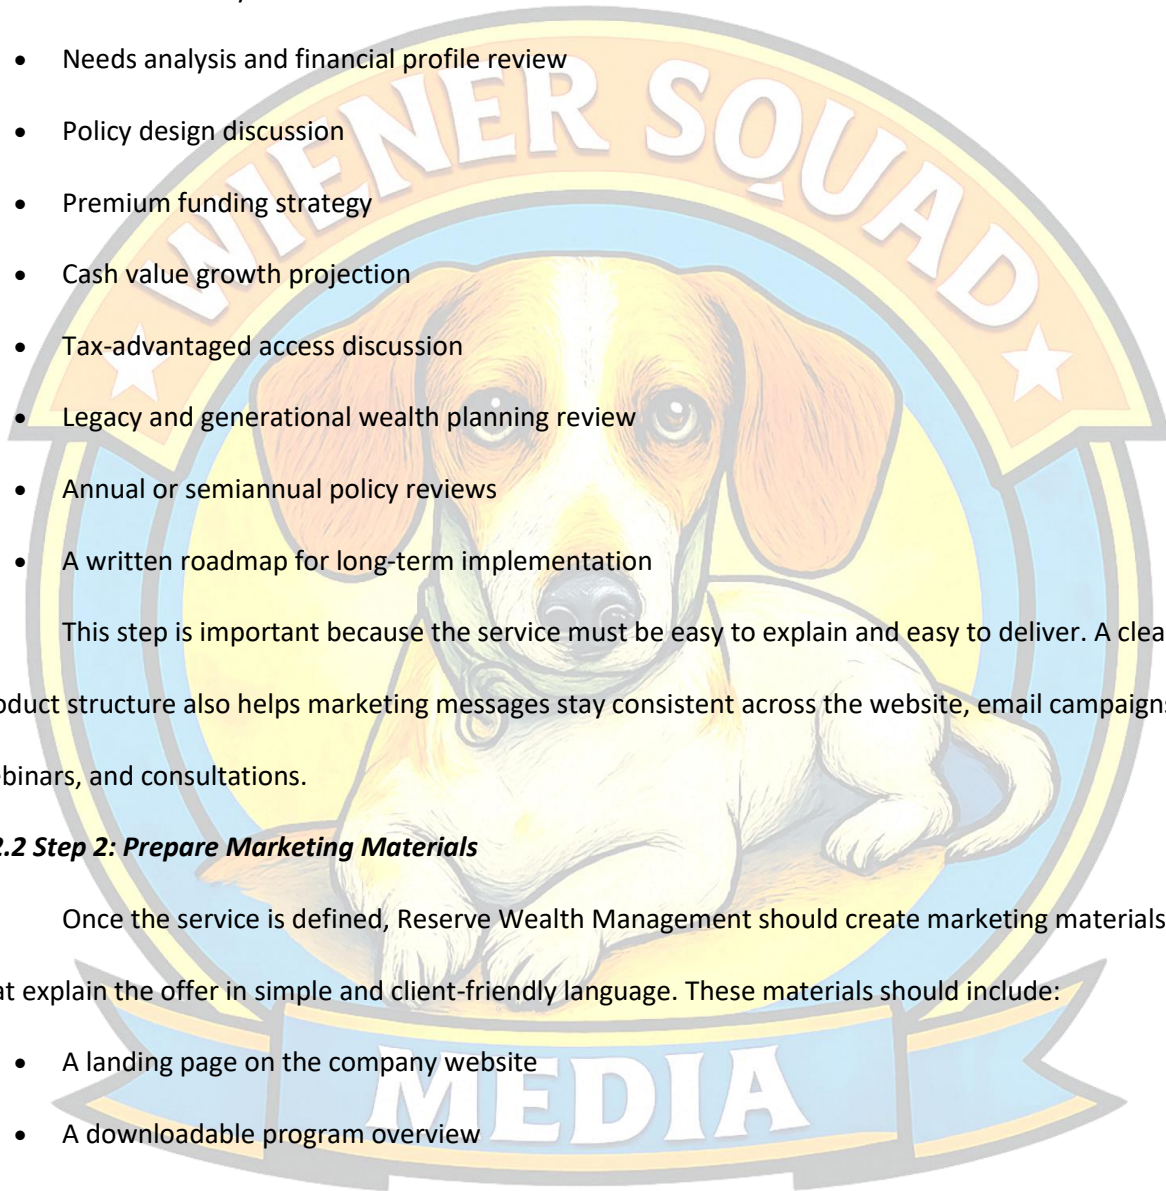 • Needs analysis and financial profile review
• Policy design discussion
• Premium funding strategy
• Cash value growth projection
• Tax-advantaged access discussion
• Legacy and generational wealth planning review
• Annual or semiannual policy reviews
• A written roadmap for long-term implementation
This step is important because the service must be easy to explain and easy to deliver. A clea
oduct structure also helps marketing messages stay consistent across the website, email campaigns
ebinars, and consultations.
2.2 Step 2: Prepare Marketing Materials
Once the service is defined, Reserve Wealth Management should create marketing materials
at explain the offer in simple and client-friendly language. These materials should include:
• A landing page on the company website
• A downloadable program overview
WIENER SQUAD
MEDIA